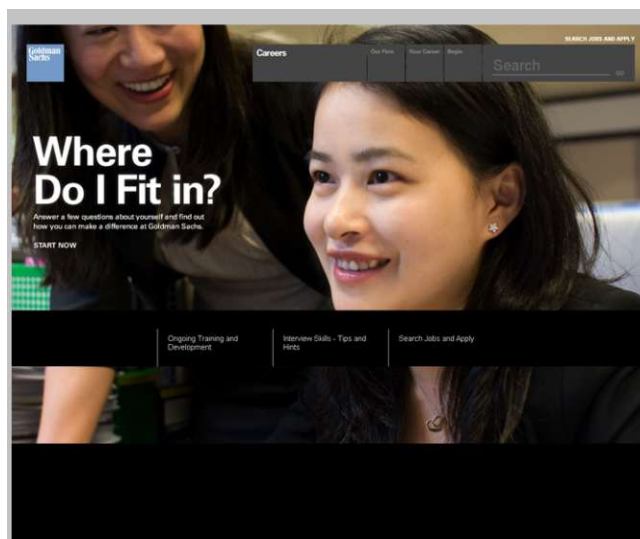 SEARCH JOBS AND APPLY
Goldman
Sachs
Careers
Our Firm
Your Career
Begin
Search
GO
Where
Do I Fit in?
Answer a few questions about yourself and find out
how you can make a difference at Goldman Sachs.
START NOW
Ongoing Training and
Development
Interview Skills - Tips and
Hints
Search Jobs and Apply